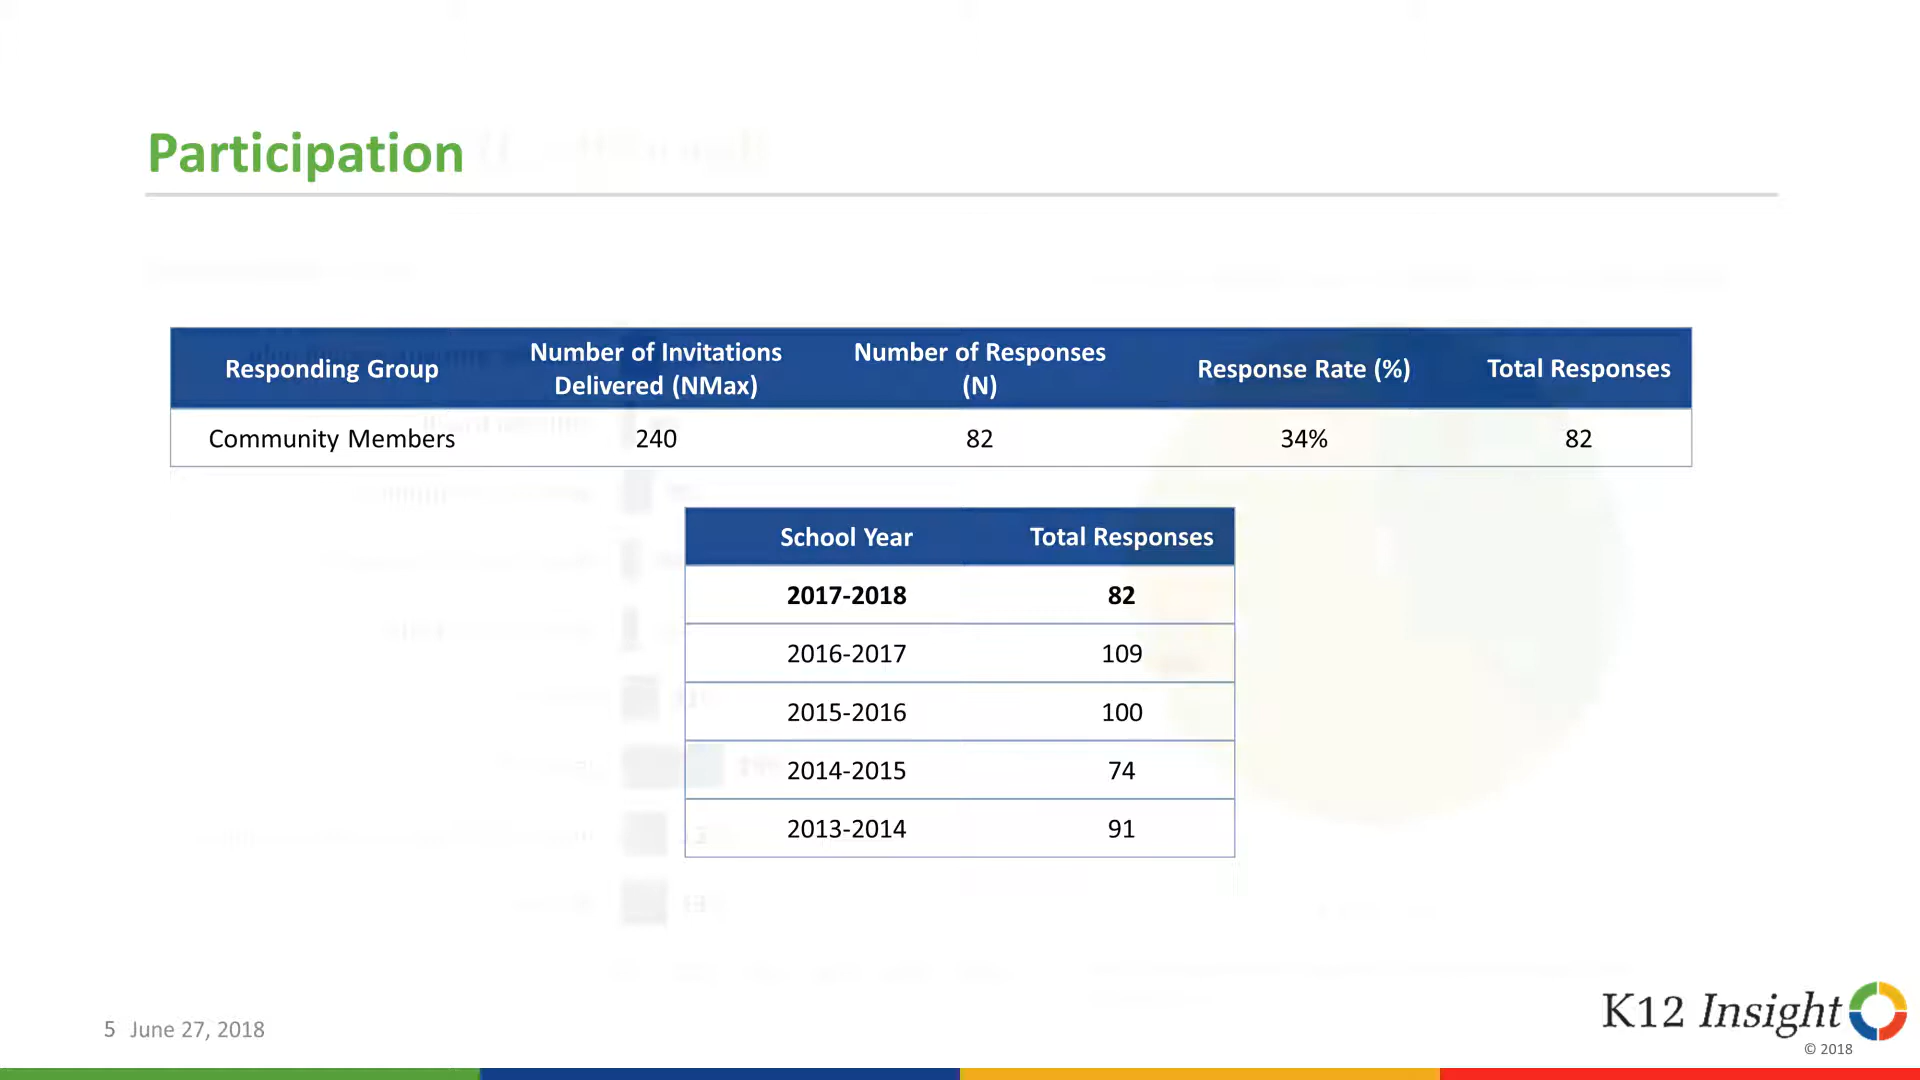 Participation
Responding Group Number of Invitations Delivered (NMax) Number of Responses (N) Response Rate (%) Total Responses
Community Members 240 82 34% 82
School Year Total Responses
2017-2018 82
2016-2017 109
2015-2016 100
2014-2015 74
2013-2014 91
5 June 27, 2018
K12 Insight
© 2018